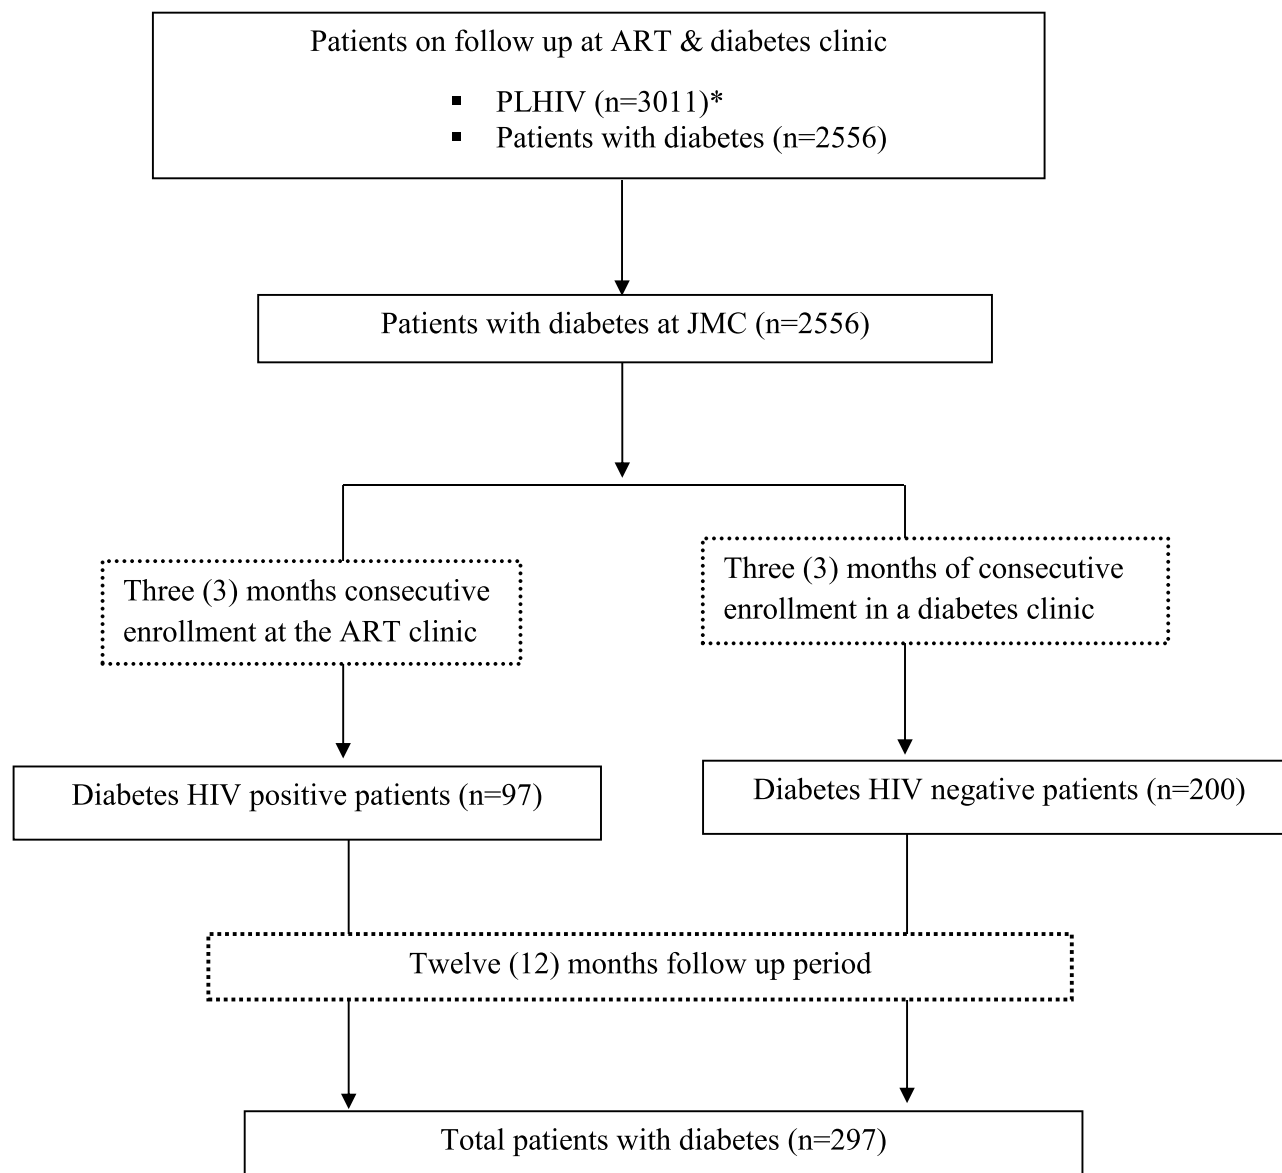 Patients on follow up at ART & diabetes clinic
▪ PLHIV (n=3011)*
▪ Patients with diabetes (n=2556)
Patients with diabetes at JMC (n=2556)
Three (3) months consecutive
enrollment at the ART clinic
Three (3) months of consecutive
enrollment in a diabetes clinic
Diabetes HIV positive patients (n=97)
Diabetes HIV negative patients (n=200)
Twelve (12) months follow up period
Total patients with diabetes (n=297)